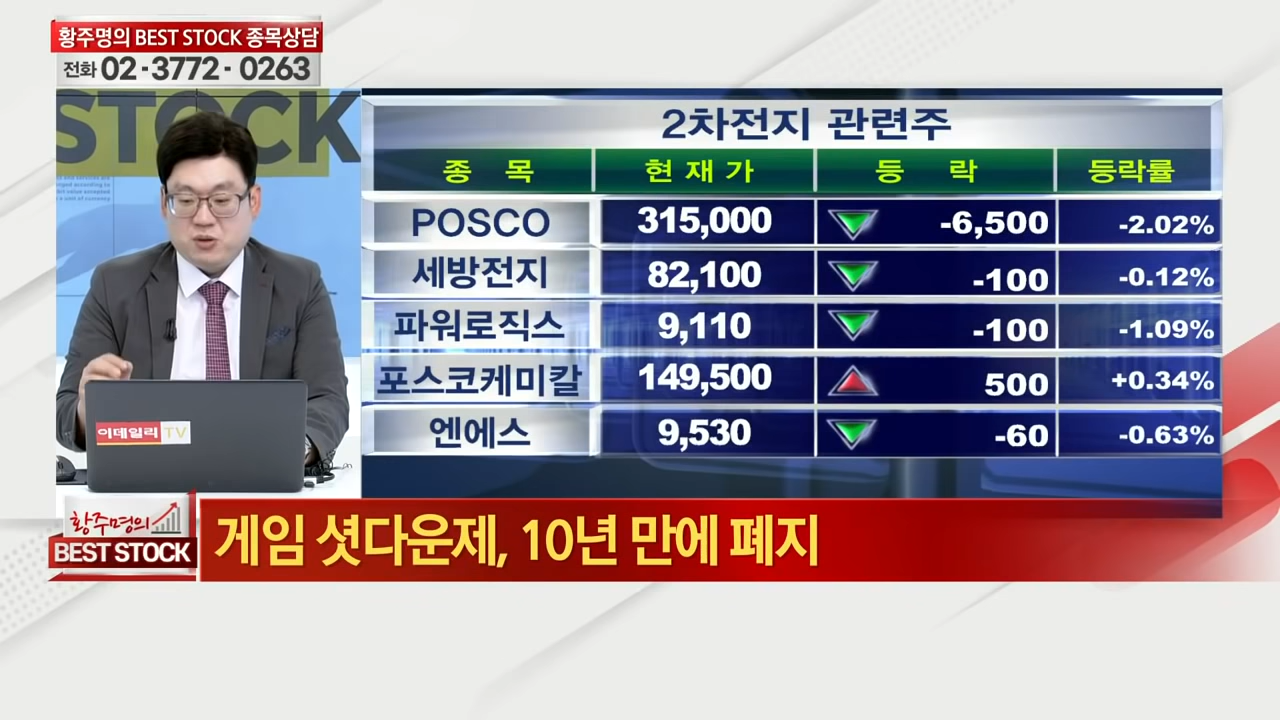 황주명의 BEST STOCK 종목상담
전화 02-3772-0263
STOCK
2차전지 관련주
종 목 현 재 가 등 락 등락률
POSCO 315,000 ▼ -6,500 -2.02%
세방전지 82,100 ▼ -100 -0.12%
파워로직스 9,110 ▼ -100 -1.09%
포스코케미칼 149,500 ▲ 500 +0.34%
엔에스 9,530 ▼ -60 -0.63%
이데일리 TV
황주명의
BEST STOCK
게임 셧다운제, 10년 만에 폐지